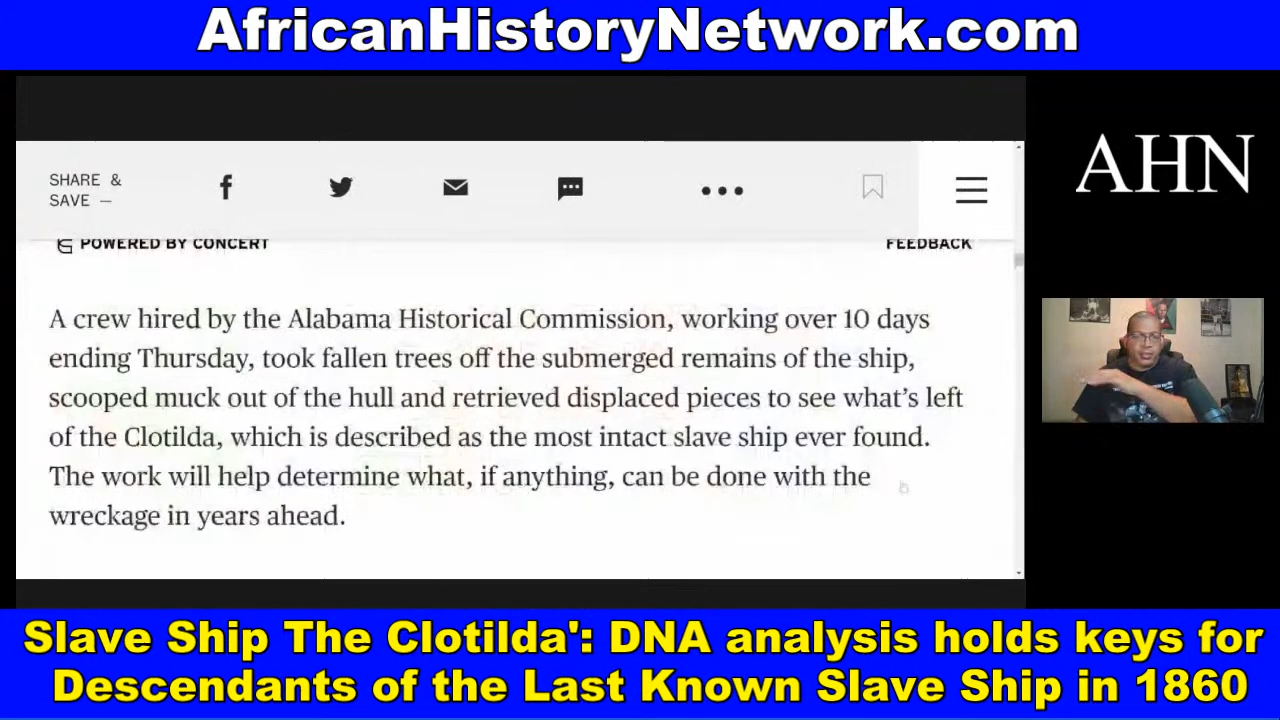 AfricanHistoryNetwork.com
AHN
SHARE &
SAVE —
POWERED BY CONCERT
FEEDBACK
A crew hired by the Alabama Historical Commission, working over 10 days
ending Thursday, took fallen trees off the submerged remains of the ship,
scooped muck out of the hull and retrieved displaced pieces to see what's left
of the Clotilda, which is described as the most intact slave ship ever found.
The work will help determine what, if anything, can be done with the
wreckage in years ahead.
Slave Ship The Clotilda': DNA analysis holds keys for
Descendants of the Last Known Slave Ship in 1860